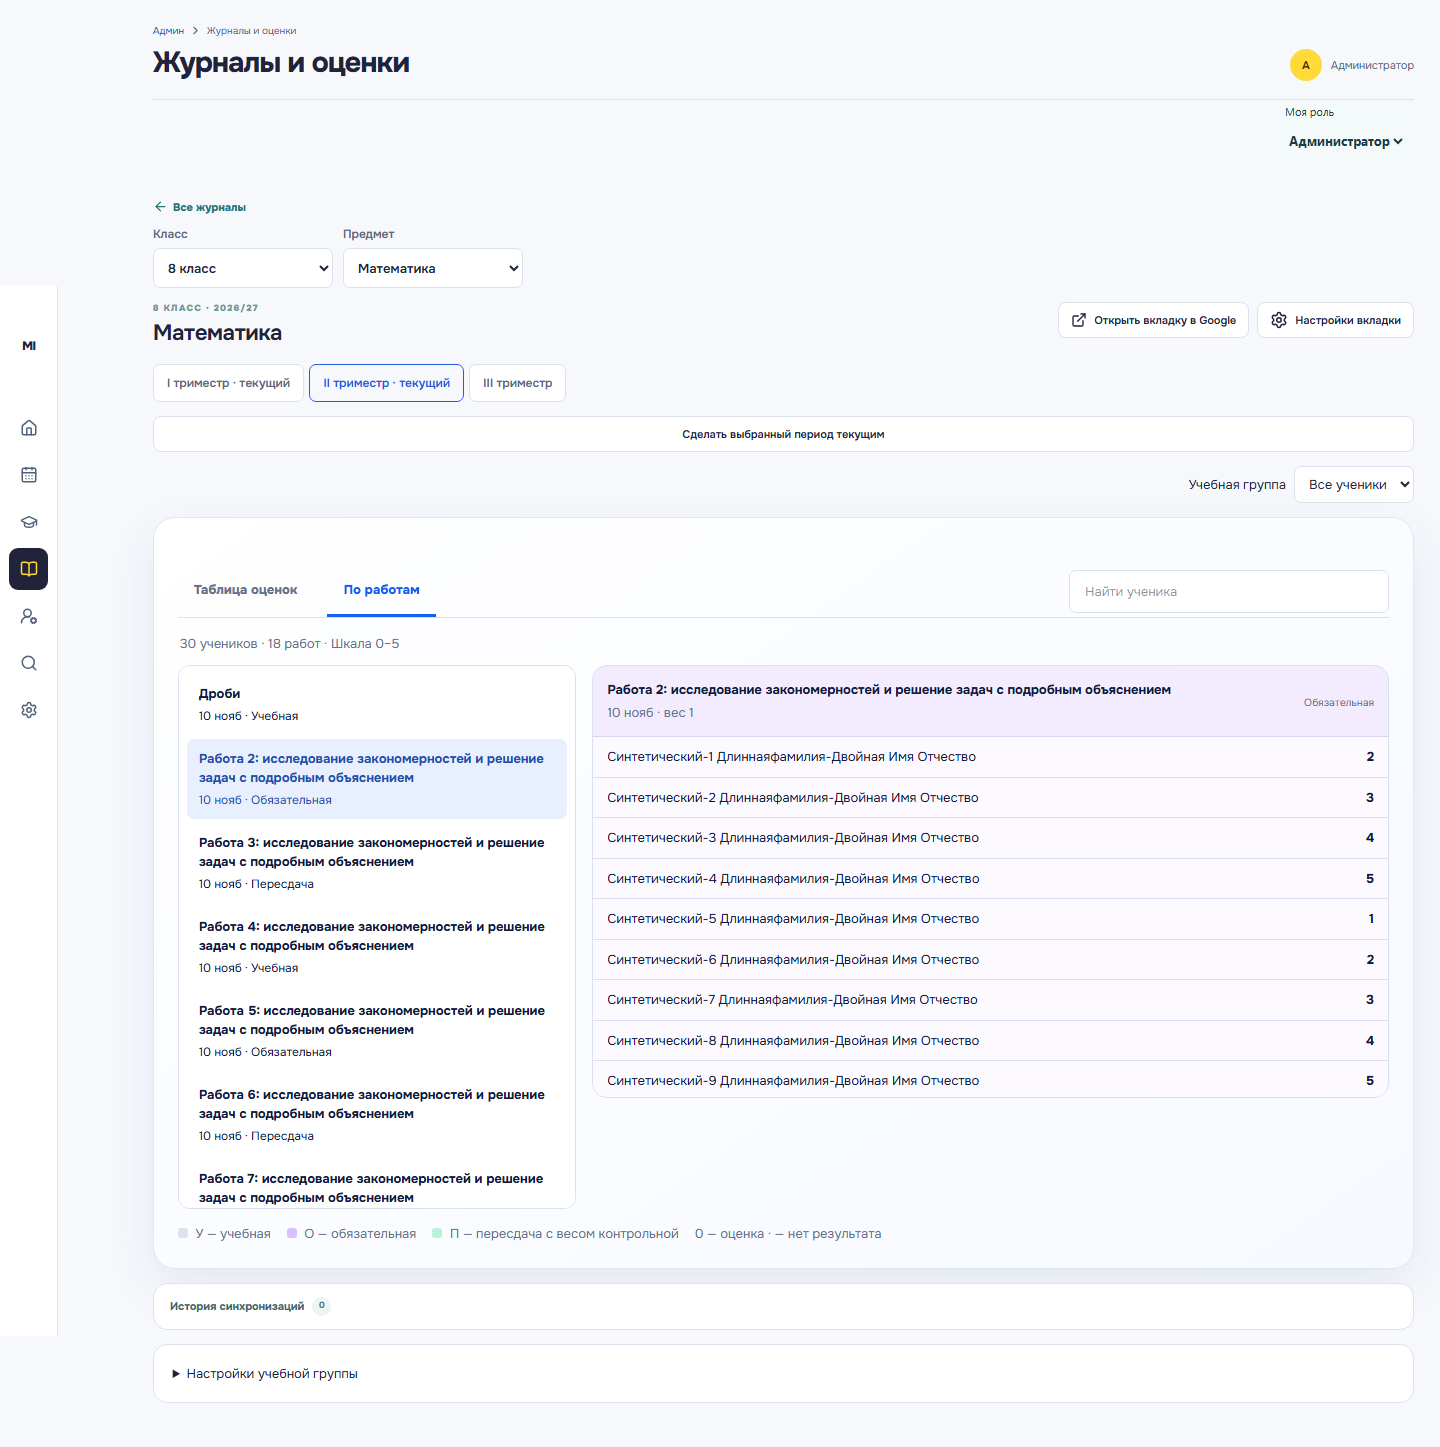 Админ > Журналы и оценки
Журналы и оценки
А Администратор
Моя роль
Администратор
Все журналы
Класс Предмет
8 класс Математика
8 КЛАСС · 2026/27
Математика
Открыть вкладку в Google Настройки вкладки
MI
I триместр · текущий II триместр · текущий III триместр
Сделать выбранный период текущим
Учебная группа Все ученики
Таблица оценок По работам Найти ученика
30 учеников · 18 работ · Шкала 0–5
Дроби
10 нояб · Учебная
Работа 2: исследование закономерностей и решение
задач с подробным объяснением
10 нояб · Обязательная
Работа 3: исследование закономерностей и решение
задач с подробным объяснением
10 нояб · Пересдача
Работа 4: исследование закономерностей и решение
задач с подробным объяснением
10 нояб · Учебная
Работа 5: исследование закономерностей и решение
задач с подробным объяснением
10 нояб · Обязательная
Работа 6: исследование закономерностей и решение
задач с подробным объяснением
10 нояб · Пересдача
Работа 7: исследование закономерностей и решение
задач с подробным объяснением
Работа 2: исследование закономерностей и решение задач с подробным объяснением
10 нояб · вес 1
Обязательная
Синтетический-1 Длиннаяфамилия-Двойная Имя Отчество 2
Синтетический-2 Длиннаяфамилия-Двойная Имя Отчество 3
Синтетический-3 Длиннаяфамилия-Двойная Имя Отчество 4
Синтетический-4 Длиннаяфамилия-Двойная Имя Отчество 5
Синтетический-5 Длиннаяфамилия-Двойная Имя Отчество 1
Синтетический-6 Длиннаяфамилия-Двойная Имя Отчество 2
Синтетический-7 Длиннаяфамилия-Двойная Имя Отчество 3
Синтетический-8 Длиннаяфамилия-Двойная Имя Отчество 4
Синтетический-9 Длиннаяфамилия-Двойная Имя Отчество 5
У — учебная О — обязательная П — пересдача с весом контрольной 0 — оценка · — нет результата
История синхронизаций 0
Настройки учебной группы